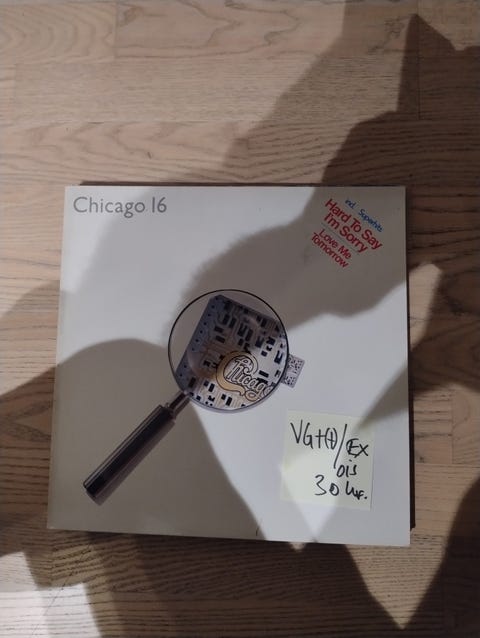 Chicago 16
incl. Superhits
Hard To Say
I'm Sorry
Love Me
Tomorrow
Chicago
VG+(+)/EX
OIS
30 kr.